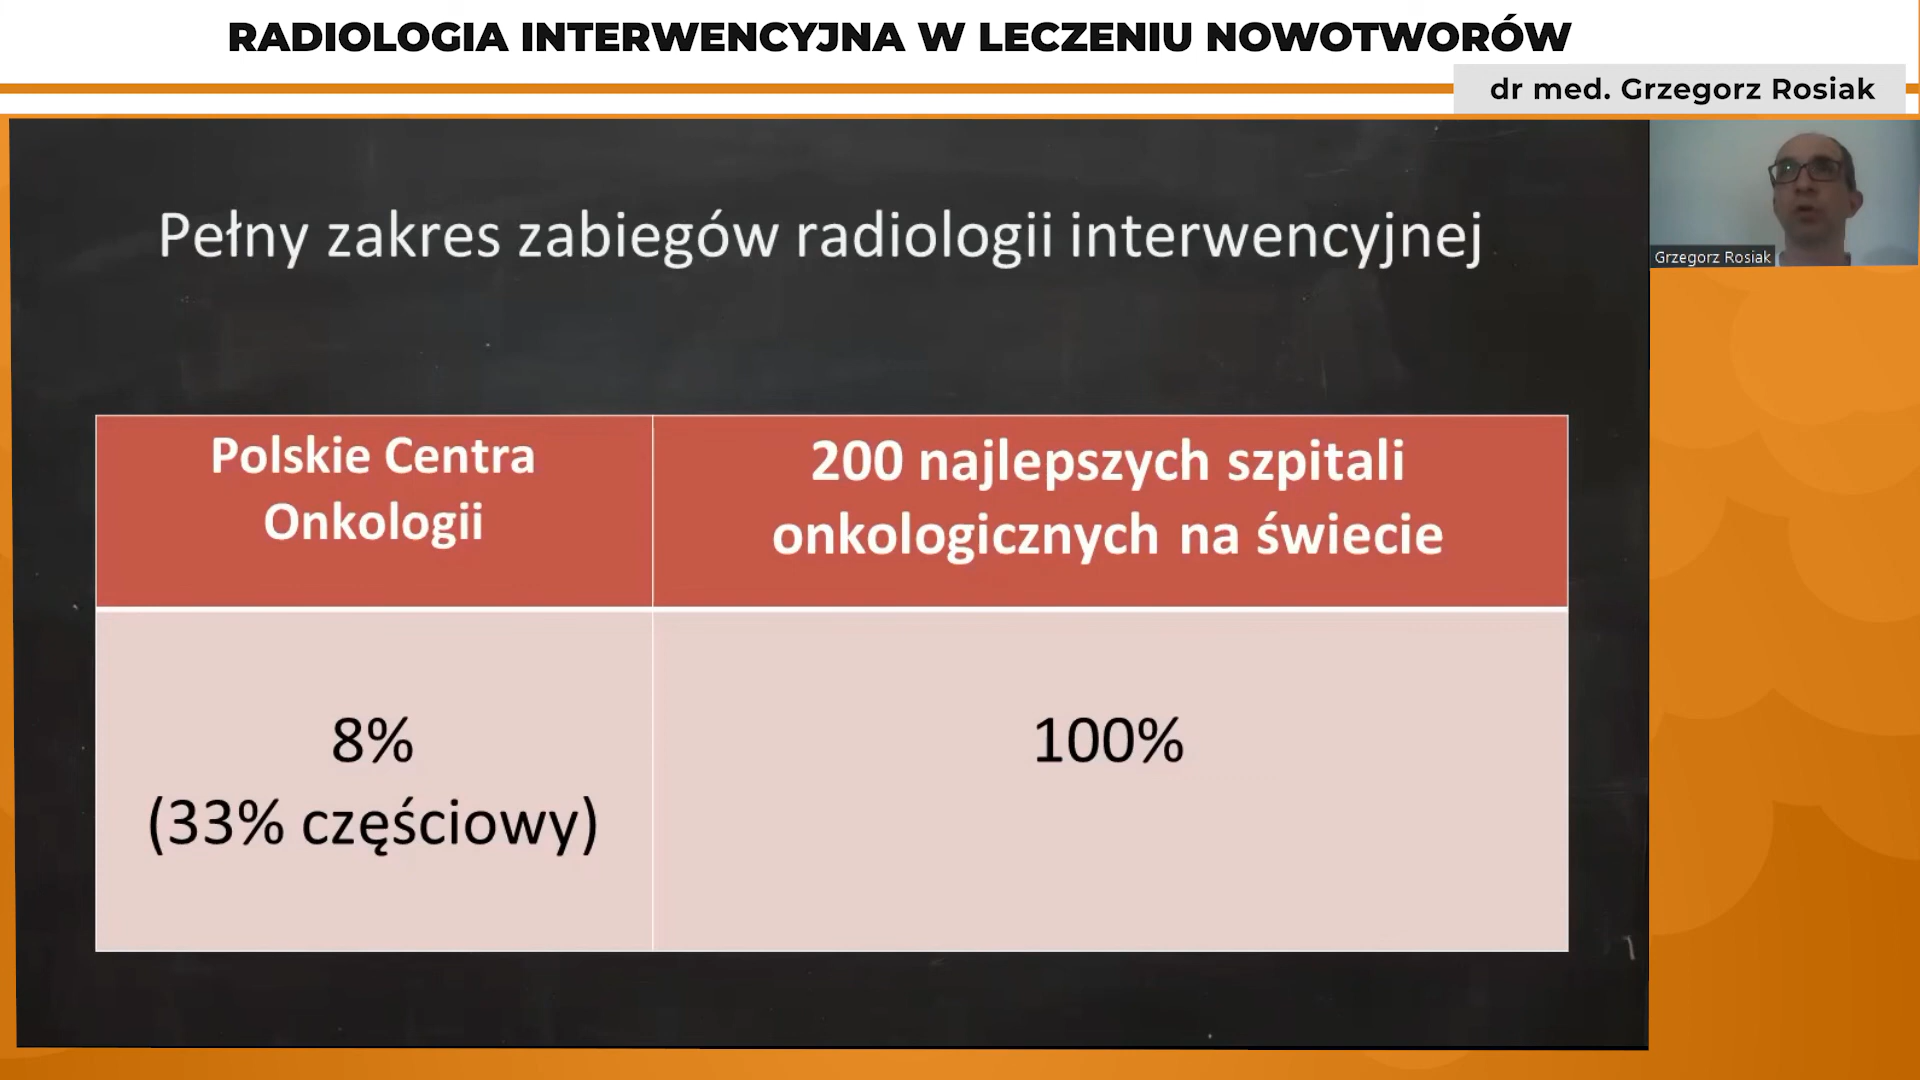 RADIOLOGIA INTERWENCYJNA W LECZENIU NOWOTWORÓW
dr med. Grzegorz Rosiak
Grzegorz Rosiak
Pełny zakres zabiegów radiologii interwencyjnej
Polskie Centra
Onkologii
200 najlepszych szpitali
onkologicznych na świecie
8%
(33% częściowy)
100%